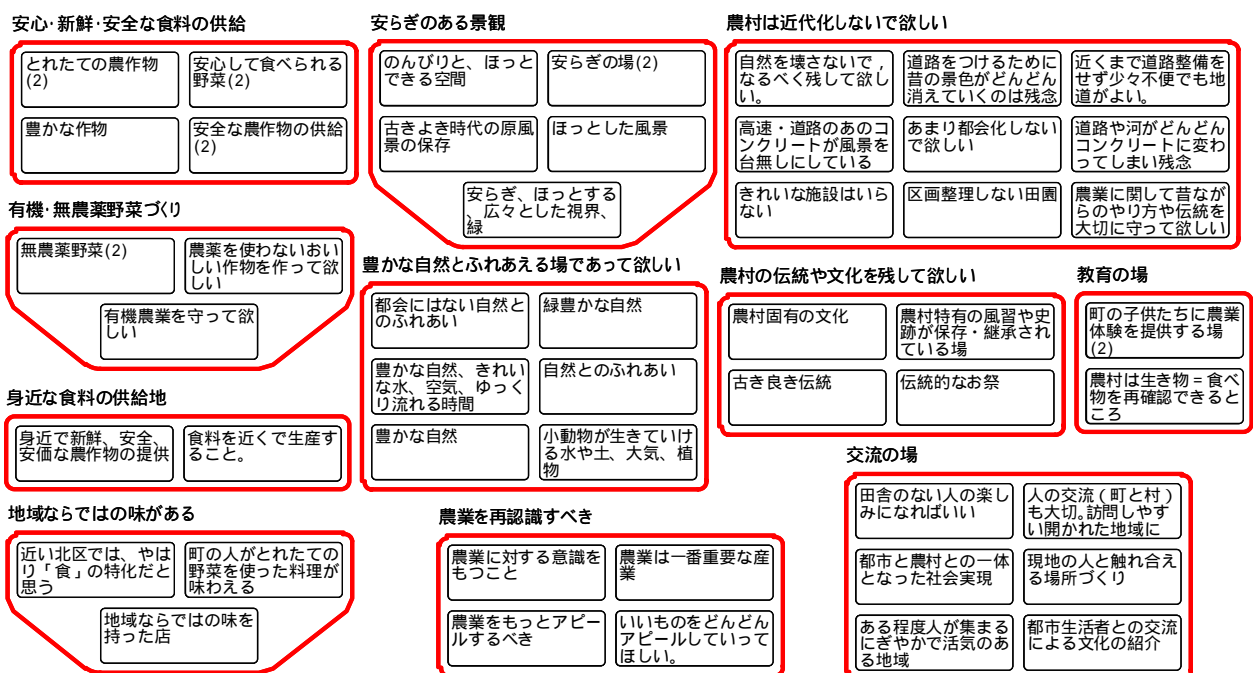 安心・新鮮・安全な食料の供給
とれたての農作物
(2)
安心して食べられる
野菜(2)
豊かな作物
安全な農作物の供給
(2)
有機・無農薬野菜づくり
無農薬野菜(2)
農薬を使わないおい
しい作物を作って欲
しい
有機農業を守って欲
しい
身近な食料の供給地
身近で新鮮、安全、
安価な農作物の提供
食料を近くで生産す
ること。
地域ならではの味がある
近い北区では、やは
り「食」の特化だと
思う
町の人がとれたての
野菜を使った料理が
味わえる
地域ならではの味を
持った店
安らぎのある景観
のんびりと、ほっと
できる空間
安らぎの場(2)
古きよき時代の原風
景の保存
ほっとした風景
安らぎ、ほっとする
、広々とした視界、
緑
豊かな自然とふれあえる場であって欲しい
都会にはない自然と
のふれあい
緑豊かな自然
豊かな自然、きれい
な水、空気、ゆっく
り流れる時間
自然とのふれあい
豊かな自然
小動物が生きていけ
る水や土、大気、植
物
農業を再認識すべき
農業に対する意識を
もつこと
農業は一番重要な産
業
農業をもっとアピー
ルするべき
いいものをどんどん
アピールしていって
ほしい。
農村は近代化しないで欲しい
自然を壊さないで，
なるべく残して欲し
い。
道路をつけるために
昔の景色がどんどん
消えていくのは残念
近くまで道路整備を
せず少々不便でも地
道がよい。
高速・道路のあのコ
ンクリートが風景を
台無しにしている
あまり都会化しない
で欲しい
道路や河がどんどん
コンクリートに変わ
ってしまい残念
きれいな施設はいら
ない
区画整理しない田園
農業に関して昔なが
らのやり方や伝統を
大切に守って欲しい
農村の伝統や文化を残して欲しい
農村固有の文化
農村特有の風習や史
跡が保存・継承され
ている場
古き良き伝統
伝統的なお祭
教育の場
町の子供たちに農業
体験を提供する場
(2)
農村は生き物＝食べ
物を再確認できると
ころ
交流の場
田舎のない人の楽し
みになればいい
人の交流（町と村）
も大切。訪問しやす
い開かれた地域に
都市と農村との一体
となった社会実現
現地の人と触れ合え
る場所づくり
ある程度人が集まる
にぎやかで活気のあ
る地域
都市生活者との交流
による文化の紹介